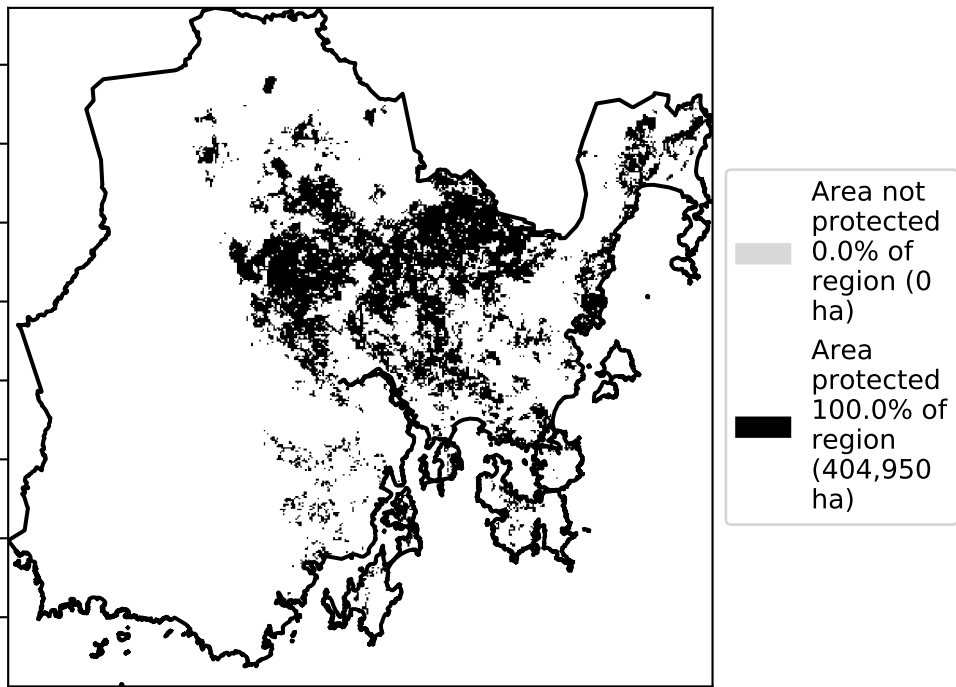 Area not
protected
0.0% of
region (0
ha)
Area
protected
100.0% of
region
(404,950
ha)